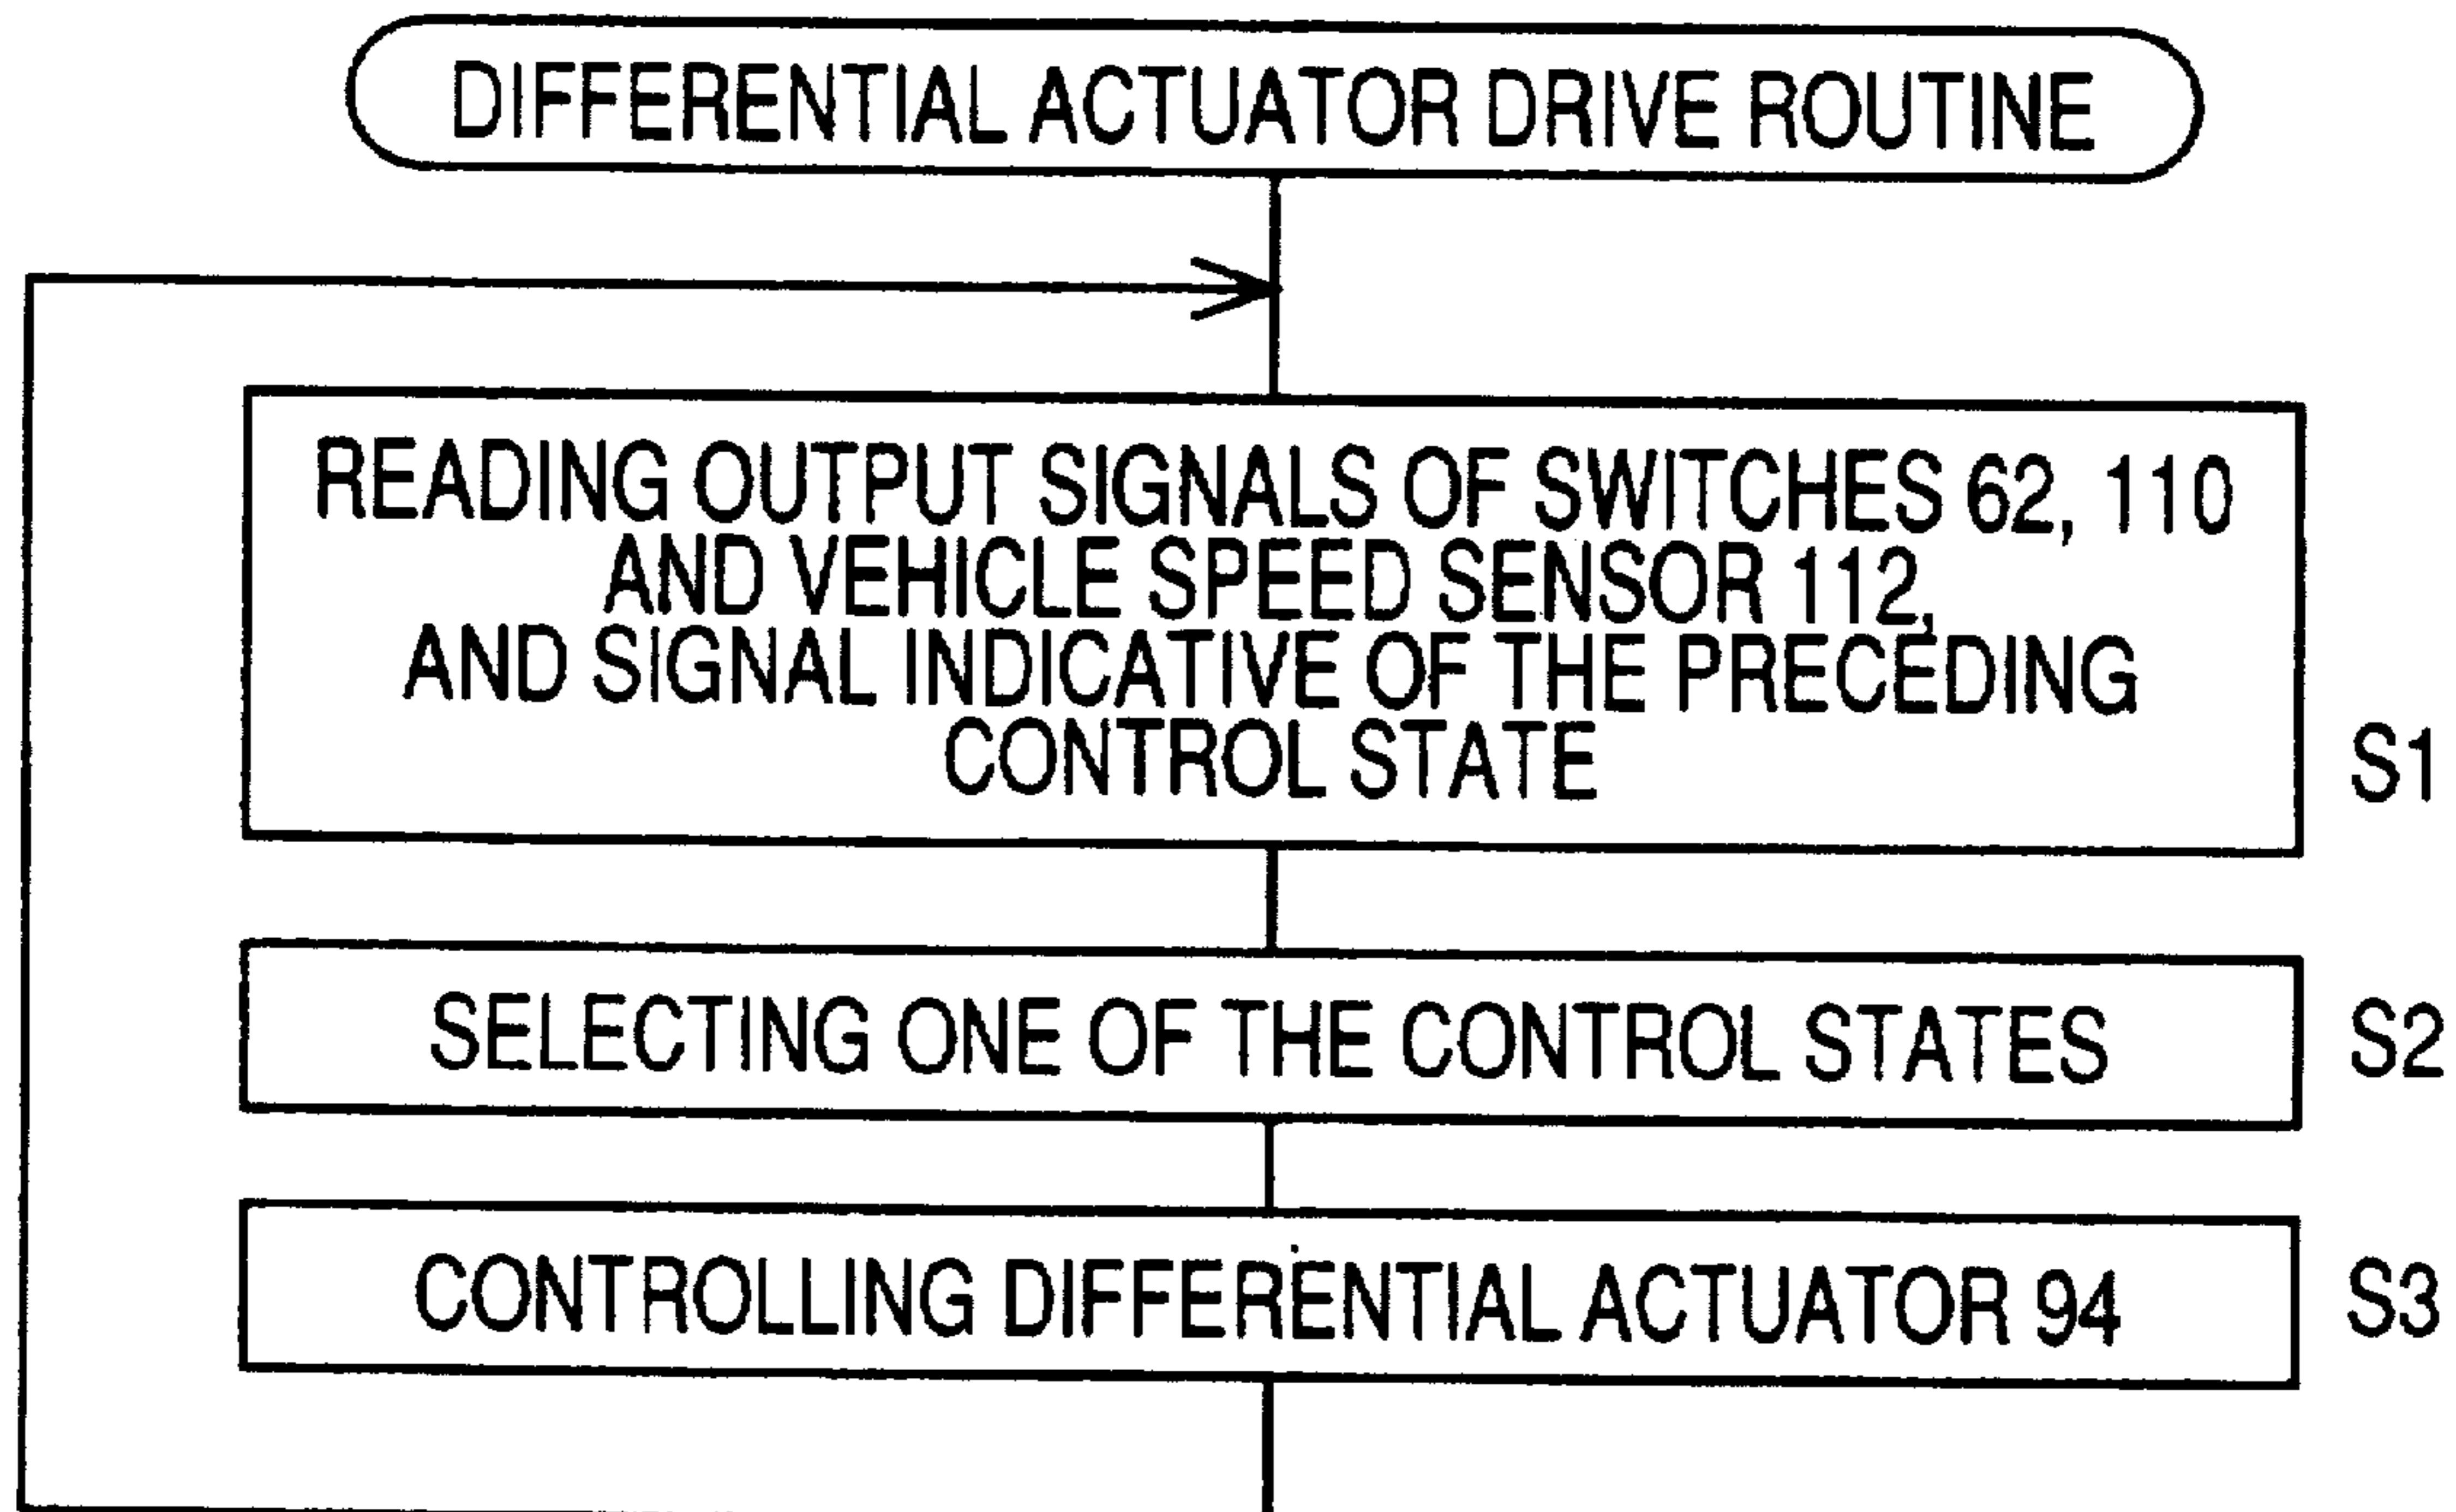 DIFFERENTIAL ACTUATOR DRIVE ROUTINE
READING OUTPUT SIGNALS OF SWITCHES 62, 110
AND VEHICLE SPEED SENSOR 112,
AND SIGNAL INDICATIVE OF THE PRECEDING
CONTROL STATE
S1
SELECTING ONE OF THE CONTROL STATES
S2
CONTROLLING DIFFERENTIAL ACTUATOR 94
S3